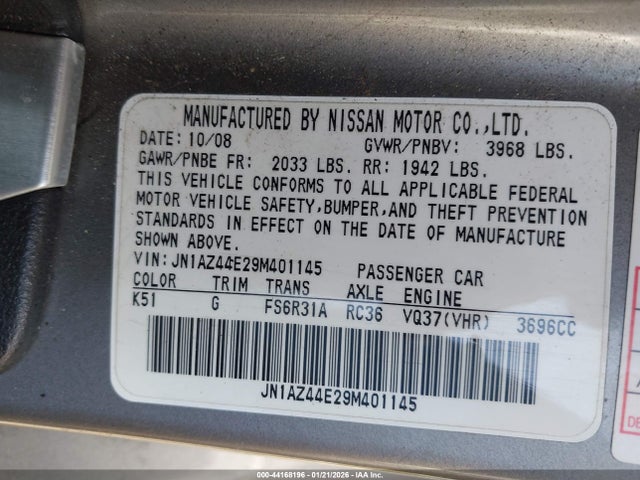 MANUFACTURED BY NISSAN MOTOR CO.,LTD.
DATE: 10/08 GVWR/PNBV: 3968 LBS.
GAWR/PNBE FR: 2033 LBS. RR: 1942 LBS.
THIS VEHICLE CONFORMS TO ALL APPLICABLE FEDERAL
MOTOR VEHICLE SAFETY,BUMPER,AND THEFT PREVENTION
STANDARDS IN EFFECT ON THE DATE OF MANUFACTURE
SHOWN ABOVE.
VIN:JN1AZ44E29M401145 PASSENGER CAR
COLOR TRIM TRANS AXLE ENGINE
K51 G FS6R31A RC36 VQ37(VHR) 3696CC
JN1AZ44E29M401145
000-44168196 - 01/21/2026 - IAADISPATCH